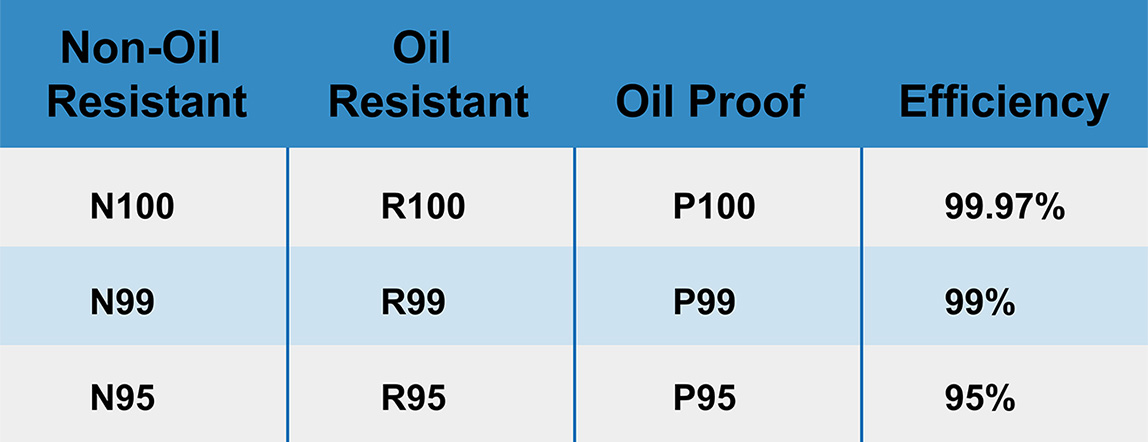 Non-Oil Resistant
Oil Resistant
Oil Proof
Efficiency
N100 R100 P100 99.97%
N99 R99 P99 99%
N95 R95 P95 95%